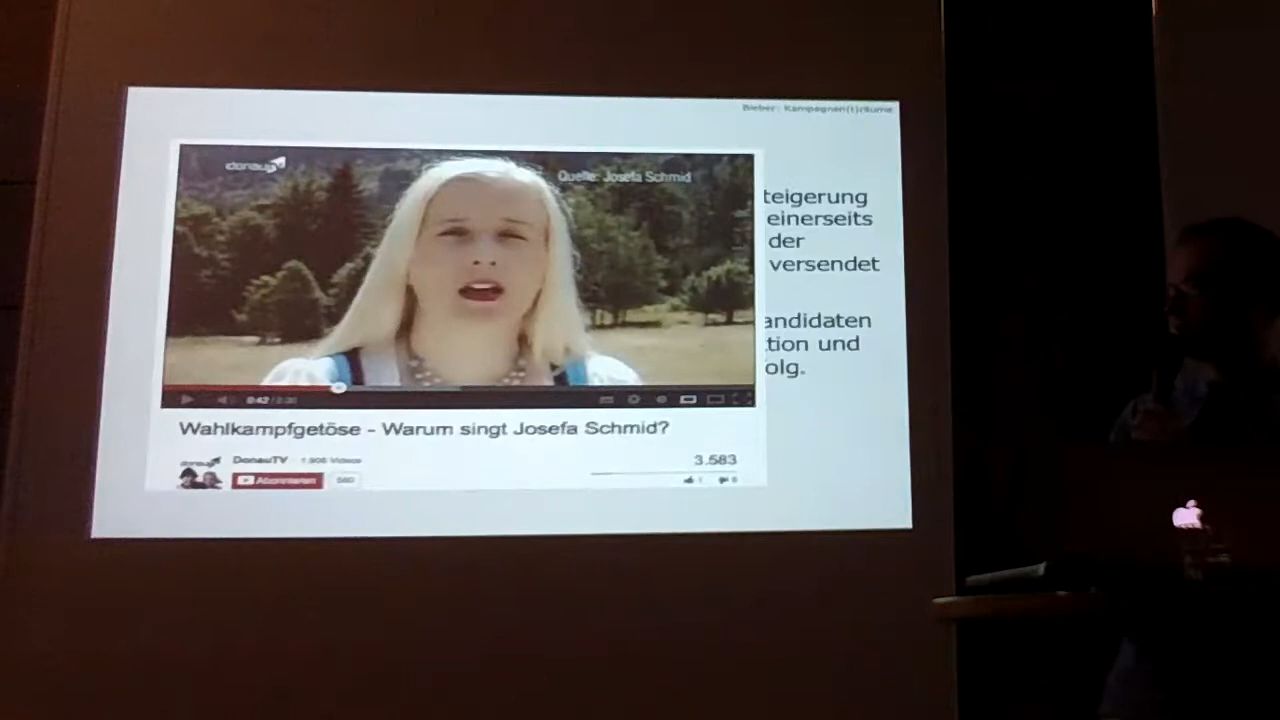 Bieber: Kampagnen(t)räume
donau
Quelle: Josefa Schmid
teigerung
einerseits
der
versendet
andidaten
tion und
olg.
0:42
Wahlkampfgetöse - Warum singt Josefa Schmid?
DonauTV
3.583
Abonnieren
560